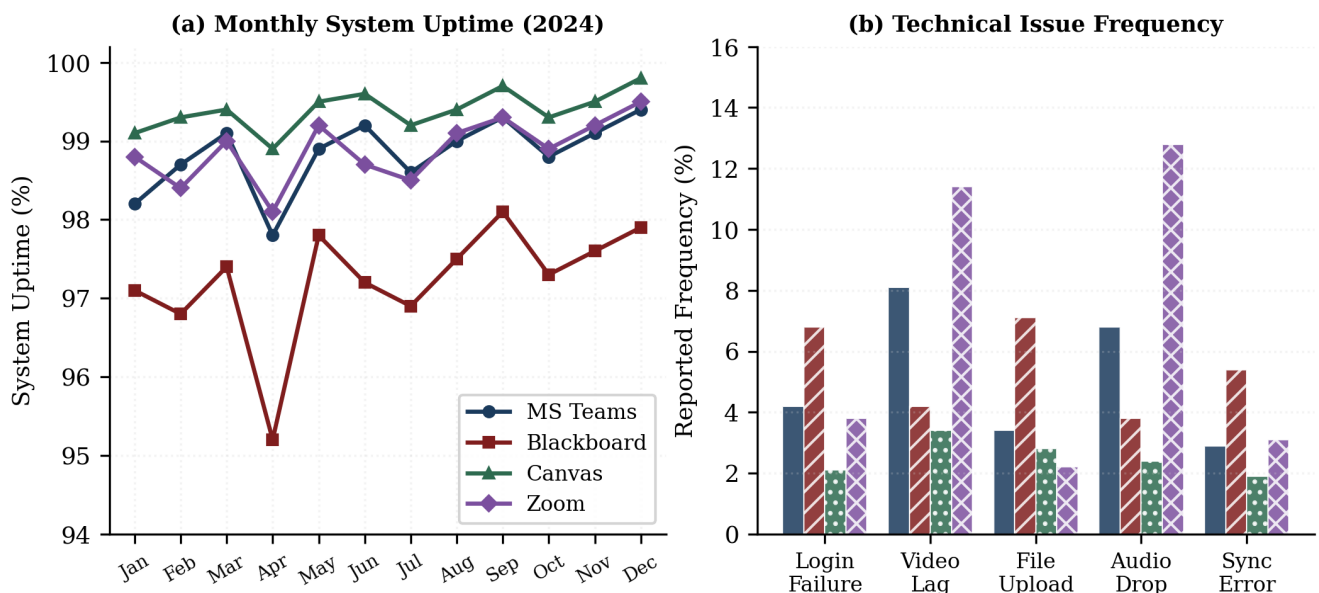 (a) Monthly System Uptime (2024)
System Uptime (%)
100
99
98
97
96
95
94
Jan Feb Mar Apr May Jun Jul Aug Sep Oct Nov Dec
MS Teams
Blackboard
Canvas
Zoom
(b) Technical Issue Frequency
Reported Frequency (%)
16
14
12
10
8
6
4
2
0
Login Failure
Video Lag
File Upload
Audio Drop
Sync Error